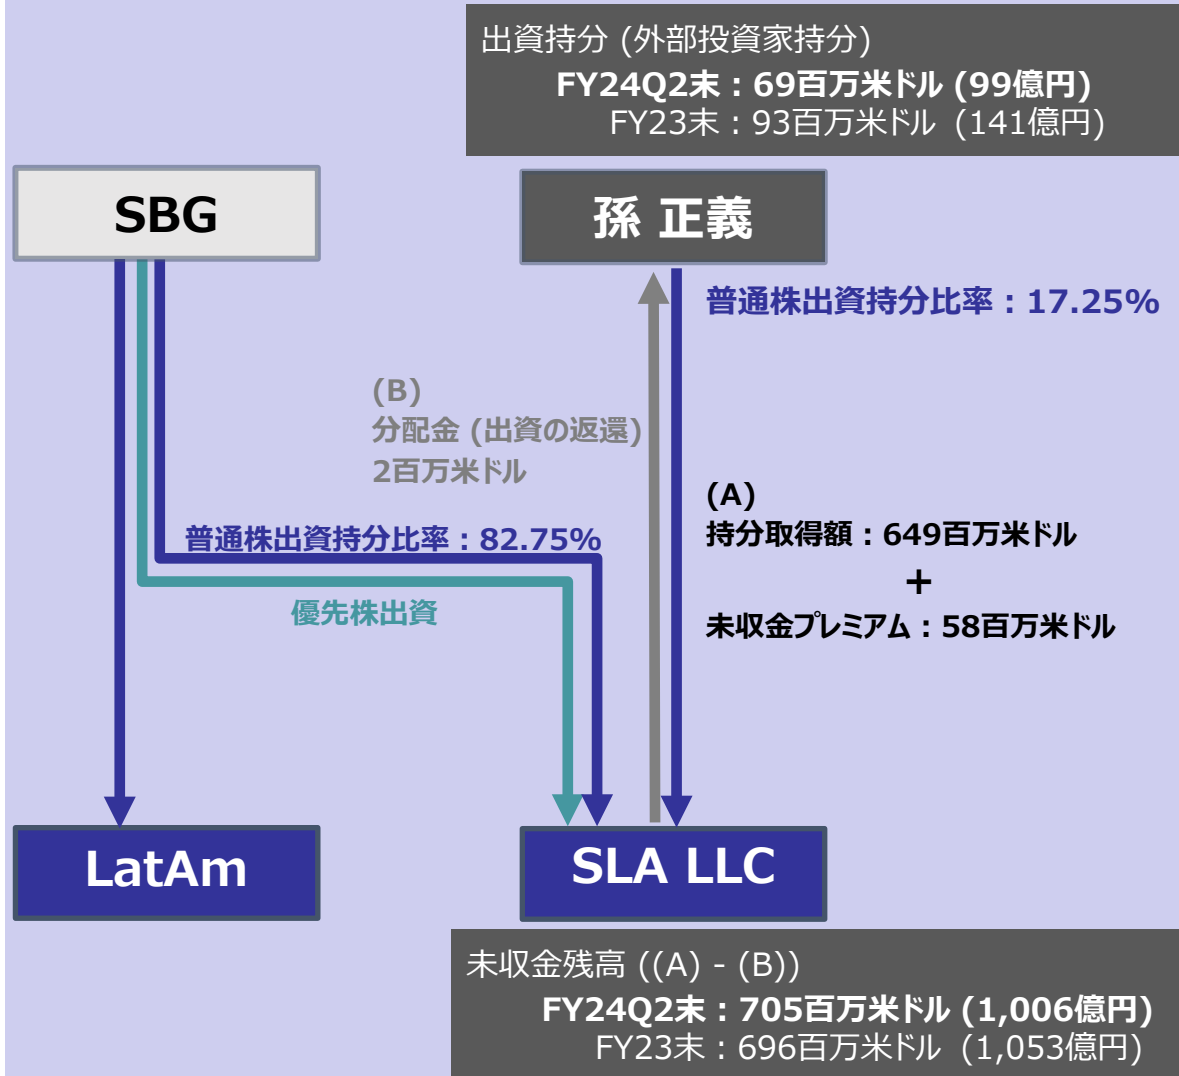 出資持分 (外部投資家持分)
FY24Q2末：69百万米ドル (99億円)
FY23末：93百万米ドル (141億円)
SBG
孫 正義
普通株出資持分比率：17.25%
(B)
分配金 (出資の返還)
2百万米ドル
(A)
持分取得額：649百万米ドル
+
未収金プレミアム：58百万米ドル
普通株出資持分比率：82.75%
優先株出資
LatAm
SLA LLC
未収金残高 ((A) - (B))
FY24Q2末：705百万米ドル (1,006億円)
FY23末：696百万米ドル (1,053億円)